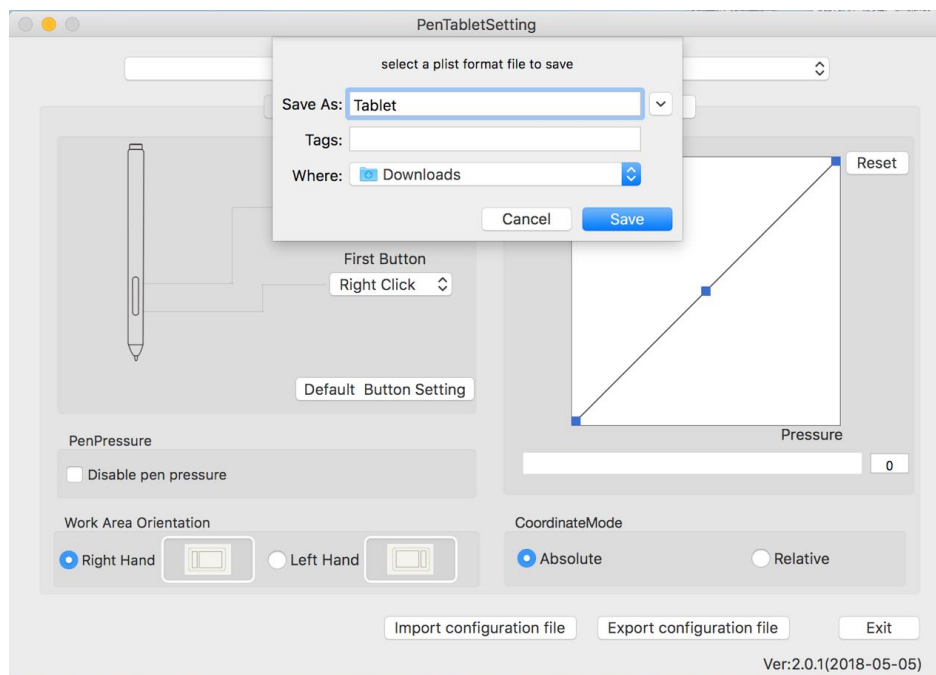 PenTabletSetting
select a plist format file to save
Save As: Tablet
Tags:
Where: Downloads
Cancel Save
Reset
First Button
Right Click
Default Button Setting
Pressure
0
PenPressure
Disable pen pressure
Work Area Orientation
Right Hand Left Hand
CoordinateMode
Absolute Relative
Import configuration file Export configuration file Exit
Ver:2.0.1(2018-05-05)